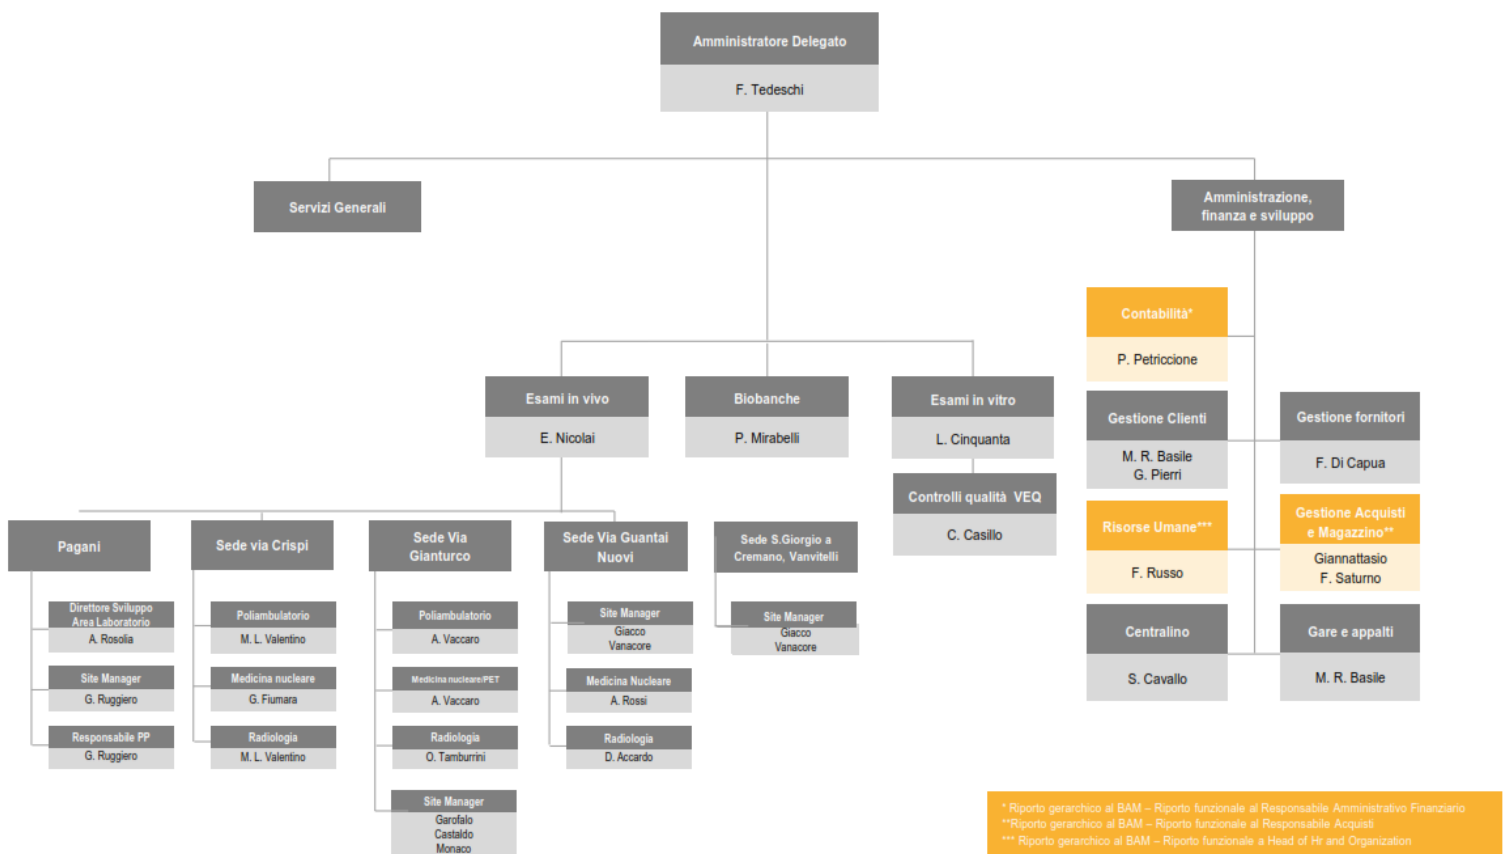 Amministratore Delegato
F. Tedeschi
Servizi Generali
Amministrazione,
finanza e sviluppo
Contabilità*
P. Petriccione
Gestione Clienti
M. R. Basile
G. Pierri
Gestione fornitori
F. Di Capua
Risorse Umane***
F. Russo
Gestione Acquisti
e Magazzino**
Giannattasio
F. Saturno
Centralino
S. Cavallo
Gare e appalti
M. R. Basile
Esami in vivo
E. Nicolai
Biobanche
P. Mirabelli
Esami in vitro
L. Cinquanta
Controlli qualità VEQ
C. Casillo
Pagani
Direttore Sviluppo
Area Laboratorio
A. Rosolia
Site Manager
G. Ruggiero
Responsabile PP
G. Ruggiero
Sede via Crispi
Poliambulatorio
M. L. Valentino
Medicina nucleare
G. Fiumara
Radiologia
M. L. Valentino
Sede Via
Gianturco
Poliambulatorio
A. Vaccaro
Medicina nucleare/PET
A. Vaccaro
Radiologia
O. Tamburrini
Site Manager
Garofalo
Castaldo
Monaco
Sede Via Guantai
Nuovi
Site Manager
Giacco
Vanacore
Medicina Nucleare
A. Rossi
Radiologia
D. Accardo
Sede S.Giorgio a
Cremano, Vanvitelli
Site Manager
Giacco
Vanacore
* Riporto gerarchico al BAM – Riporto funzionale al Responsabile Amministrativo Finanziario
**Riporto gerarchico al BAM – Riporto funzionale al Responsabile Acquisti
*** Riporto gerarchico al BAM – Riporto funzionale a Head of Hr and Organization